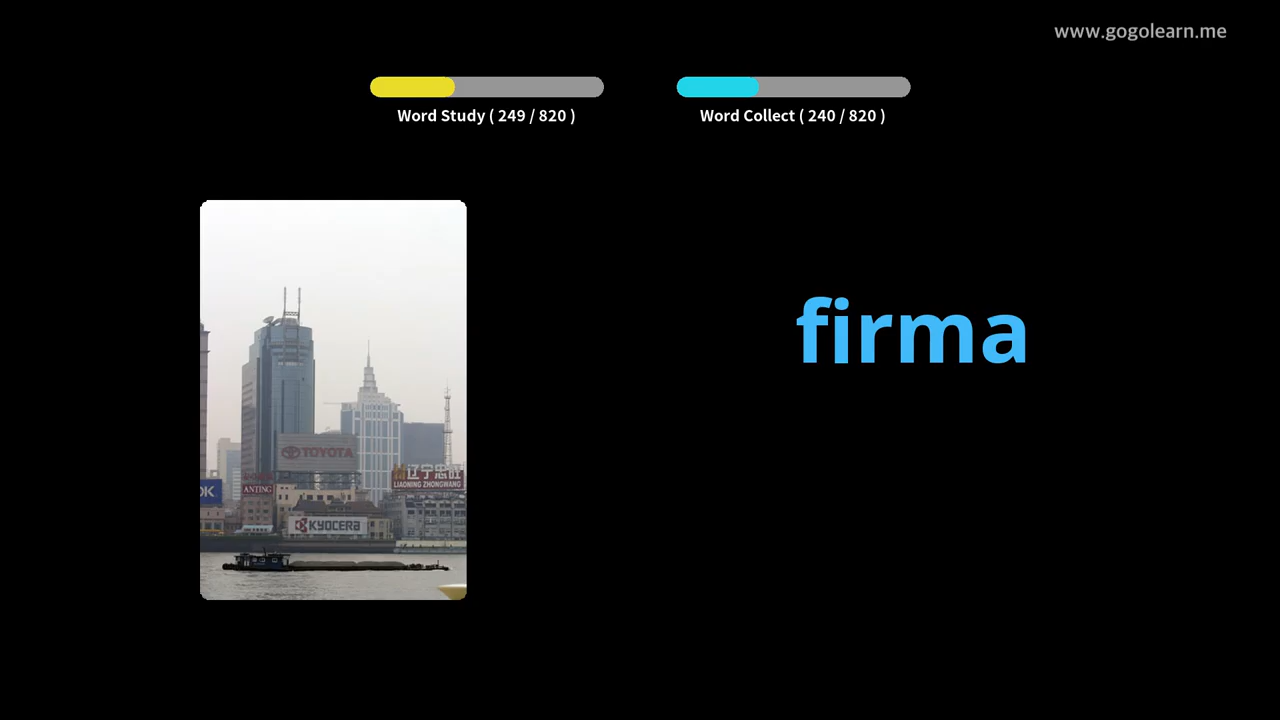 www.gogolearn.me
Word Study ( 249 / 820 )
Word Collect ( 240 / 820 )
firma
TOYOTA
辽宁忠旺
LIAONING ZHONGWANG
OK
ANTING
KYOCERA